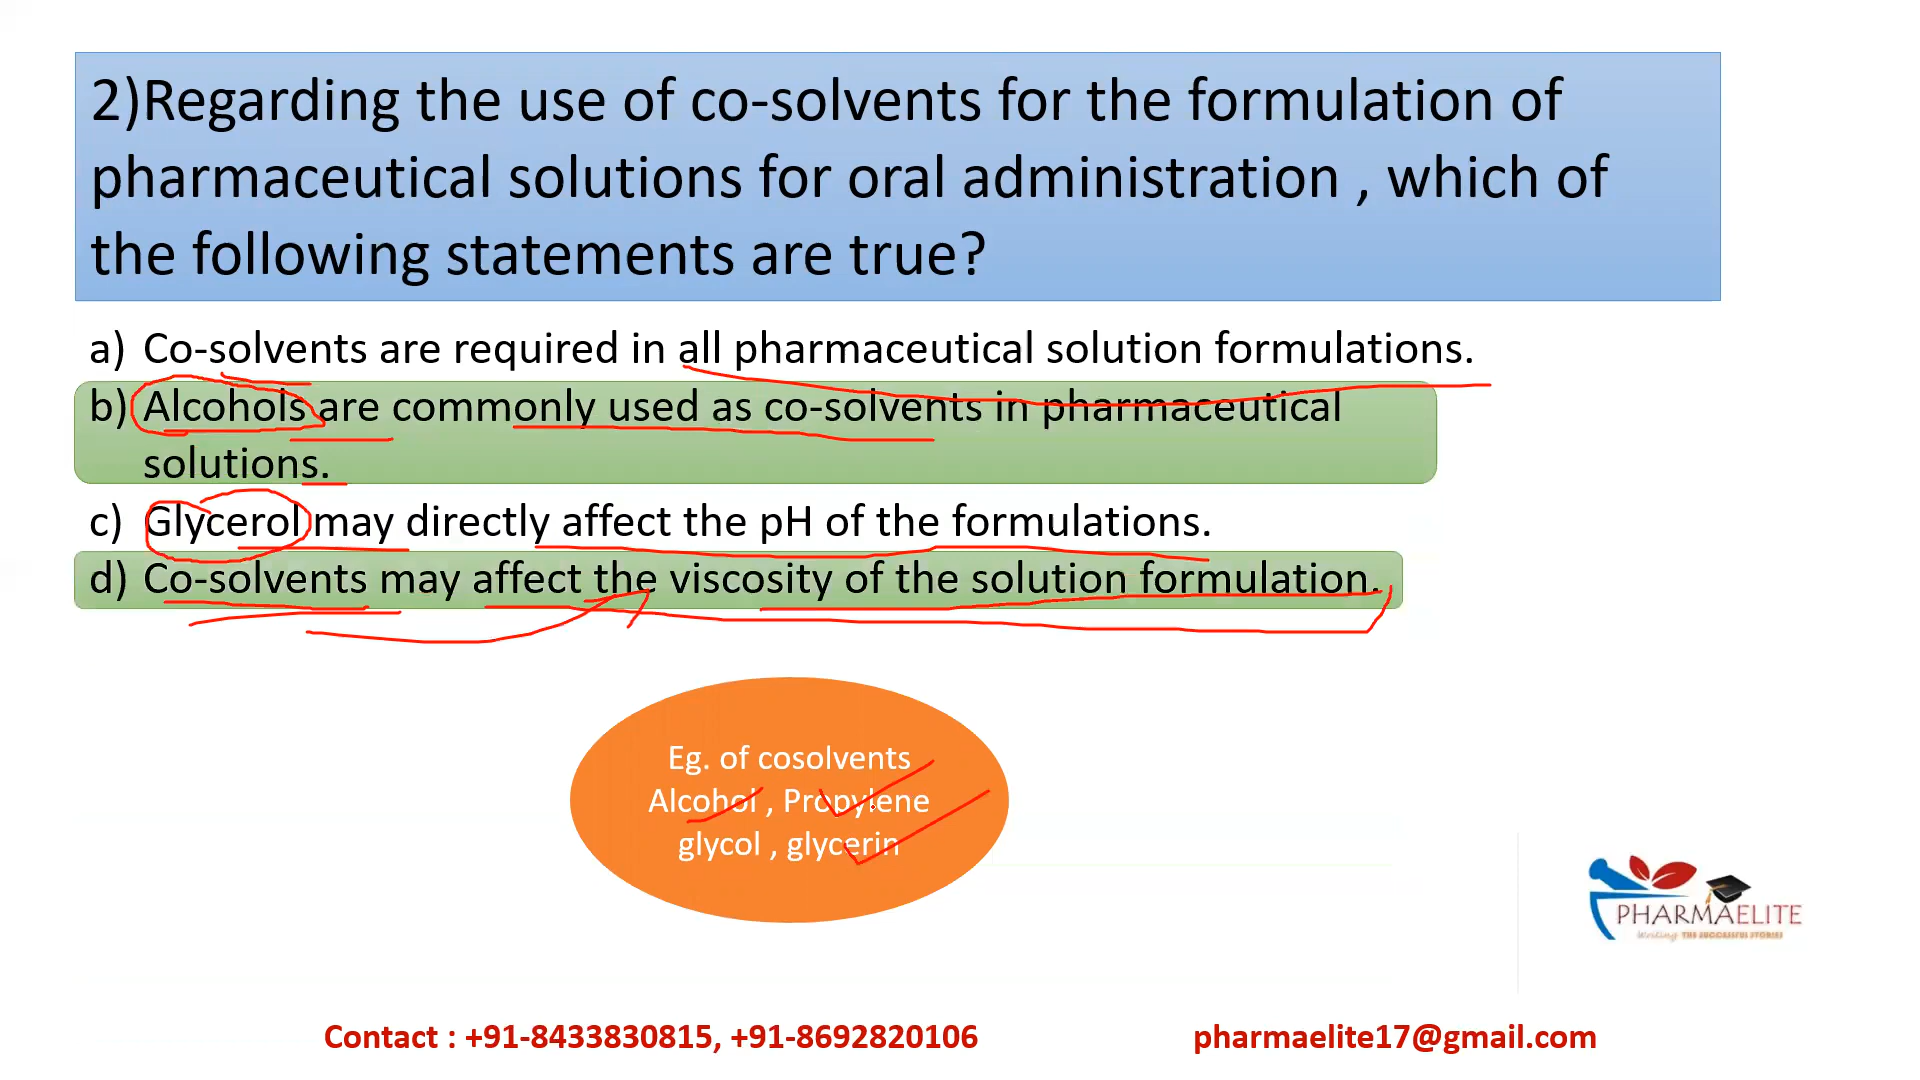 2)Regarding the use of co-solvents for the formulation of
pharmaceutical solutions for oral administration , which of
the following statements are true?
a) Co-solvents are required in all pharmaceutical solution formulations.
b) Alcohols are commonly used as co-solvents in pharmaceutical
solutions.
c) Glycerol may directly affect the pH of the formulations.
d) Co-solvents may affect the viscosity of the solution formulation.
Eg. of cosolvents
Alcohol , Propylene
glycol , glycerin
PHARMAELITE
Writing THE SUCCESSFUL STORIES
Contact : +91-8433830815, +91-8692820106
pharmaelite17@gmail.com